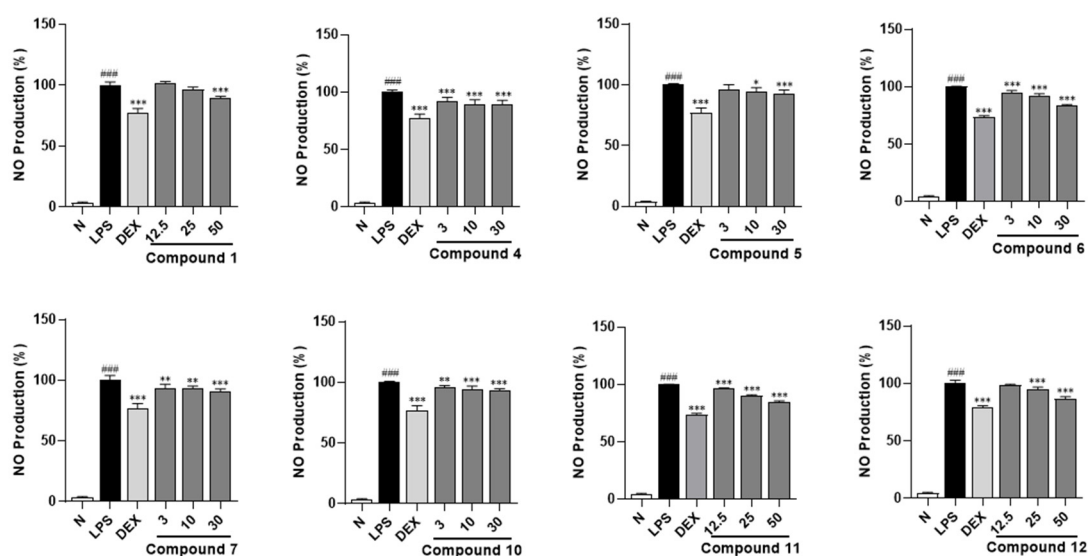 NO Production (%)
150
100
50
0
###
***
***
N
LPS
DEX
12.5
25
50
Compound 1
NO Production (%)
150
100
50
0
###
***
***
***
***
N
LPS
DEX
3
10
30
Compound 4
NO Production (%)
150
100
50
0
###
***
*
***
N
LPS
DEX
3
10
30
Compound 5
NO Production (%)
150
100
50
0
###
***
***
***
***
N
LPS
DEX
3
10
30
Compound 6
NO Production (%)
150
100
50
0
###
***
**
**
***
N
LPS
DEX
3
10
30
Compound 7
NO Production (%)
150
100
50
0
###
***
**
***
***
N
LPS
DEX
3
10
30
Compound 10
NO Production (%)
150
100
50
0
###
***
***
***
***
N
LPS
DEX
12.5
25
50
Compound 11
NO Production (%)
150
100
50
0
###
***
***
***
N
LPS
DEX
12.5
25
50
Compound 12